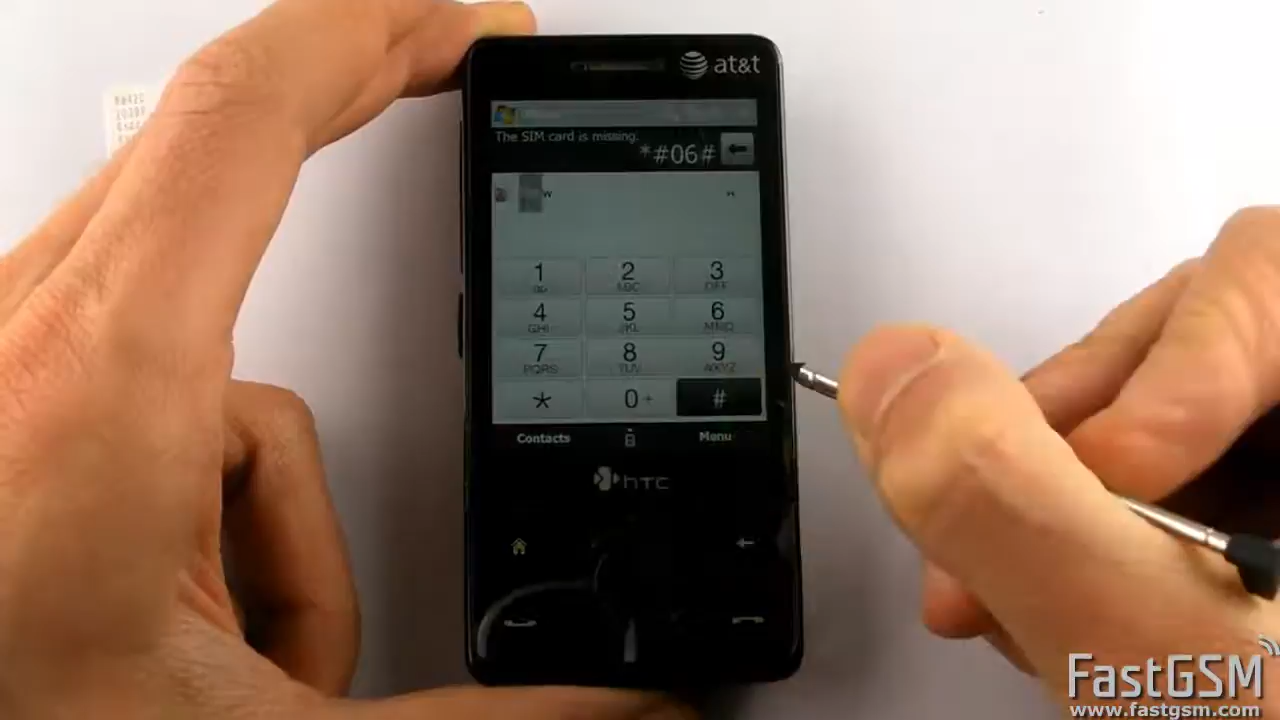 at&t
The SIM card is missing.
*#06#
1
2
ABC
3
DEF
4
GHI
5
JKL
6
MNO
7
PQRS
8
TUV
9
WXYZ
*
0 +
#
Contacts
Menu
hTC
FastGSM
www.fastgsm.com